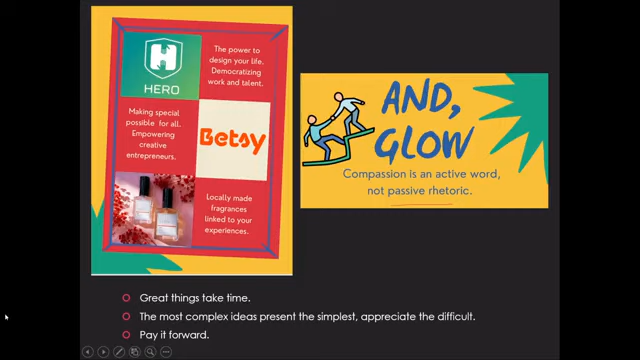 HERO
The power to
design your life.
Democratizing
work and talent.
Making special
possible for all.
Empowering
creative
entrepreneurs.
Betsy
Locally made
fragrances
linked to your
experiences.
AND,
GLOW
Compassion is an active word,
not passive rhetoric.
Great things take time.
The most complex ideas present the simplest, appreciate the difficult.
Pay it forward.